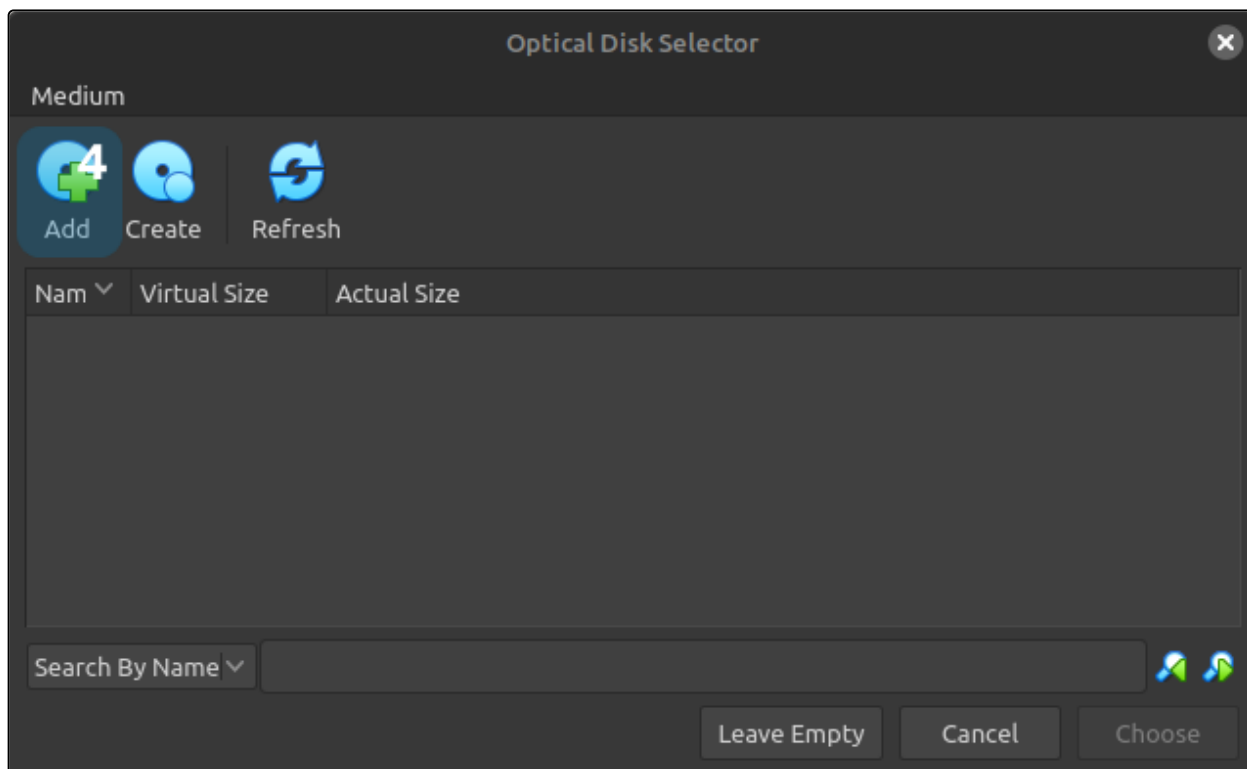 Optical Disk Selector
Medium
4
Add Create Refresh
Nam Virtual Size Actual Size
Search By Name
Leave Empty Cancel Choose